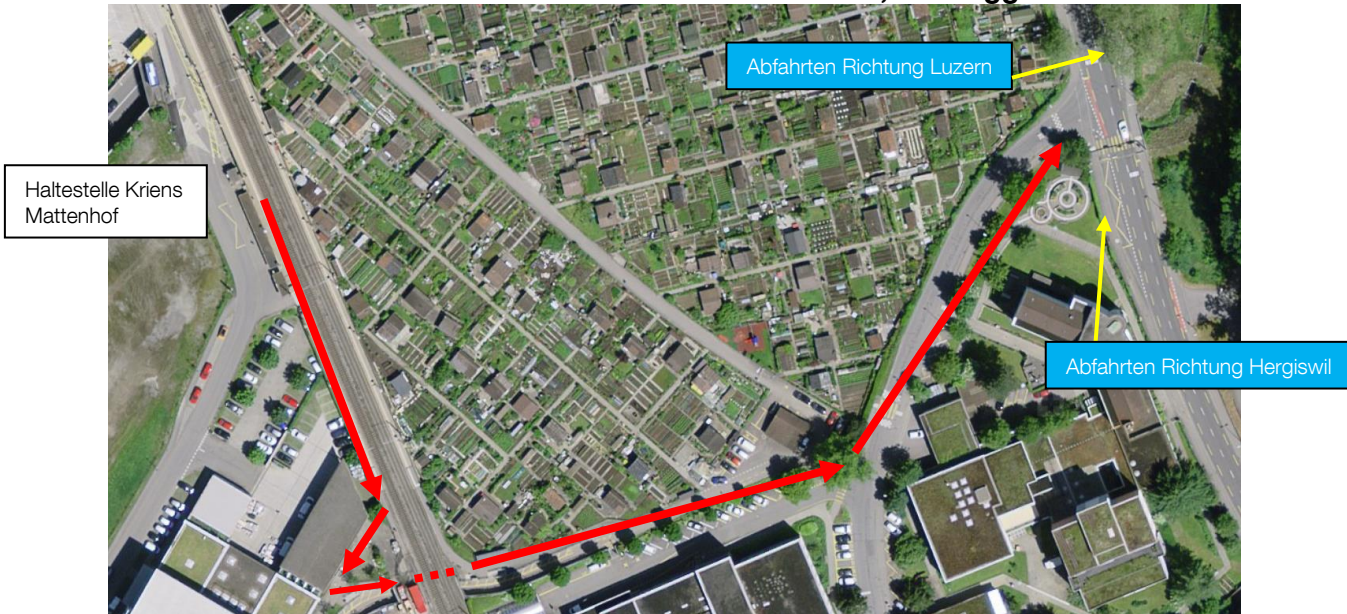 Abfahrten Richtung Luzern
Haltestelle Kriens
Mattenhof
Abfahrten Richtung Hergiswil